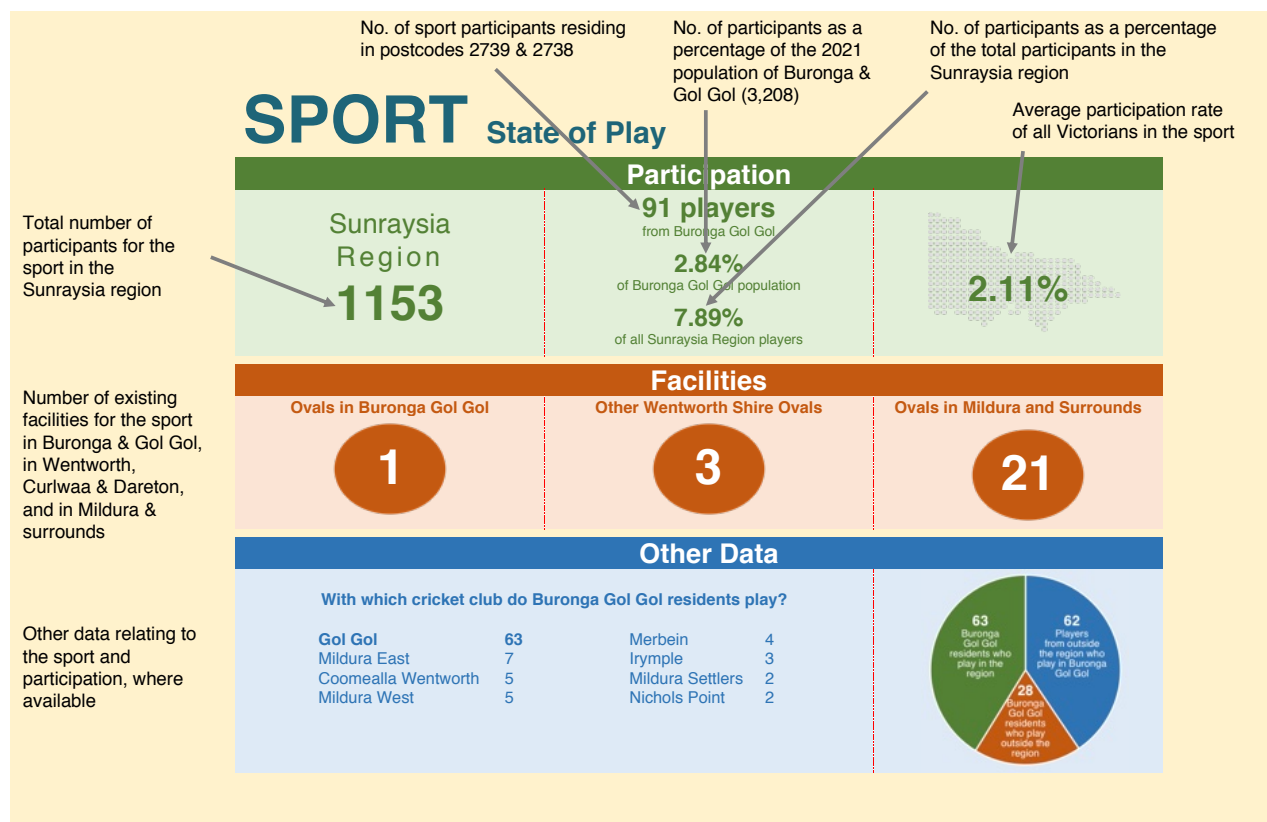 No. of sport participants residing
in postcodes 2739 & 2738
No. of participants as a
percentage of the 2021
population of Buronga &
Gol Gol (3,208)
No. of participants as a percentage
of the total participants in the
Sunraysia region
Average participation rate
of all Victorians in the sport
SPORT State of Play
Total number of
participants for the
sport in the
Sunraysia region
Participation
Sunraysia
Region
1153
91 players
from Buronga Gol Gol
2.84%
of Buronga Gol Gol population
7.89%
of all Sunraysia Region players
2.11%
Number of existing
facilities for the sport
in Buronga & Gol Gol,
in Wentworth,
Curlwaa & Dareton,
and in Mildura &
surrounds
Facilities
Ovals in Buronga Gol Gol
1
Other Wentworth Shire Ovals
3
Ovals in Mildura and Surrounds
21
Other data relating to
the sport and
participation, where
available
Other Data
With which cricket club do Buronga Gol Gol residents play?
Gol Gol 63
Mildura East 7
Coomealla Wentworth 5
Mildura West 5
Merbein 4
Irymple 3
Mildura Settlers 2
Nichols Point 2
63
Buronga
Gol Gol
residents who
play in the
region
62
Players
from outside
the region who
play in Buronga
Gol Gol
28
Buronga
Gol Gol
residents
who play
outside the
region